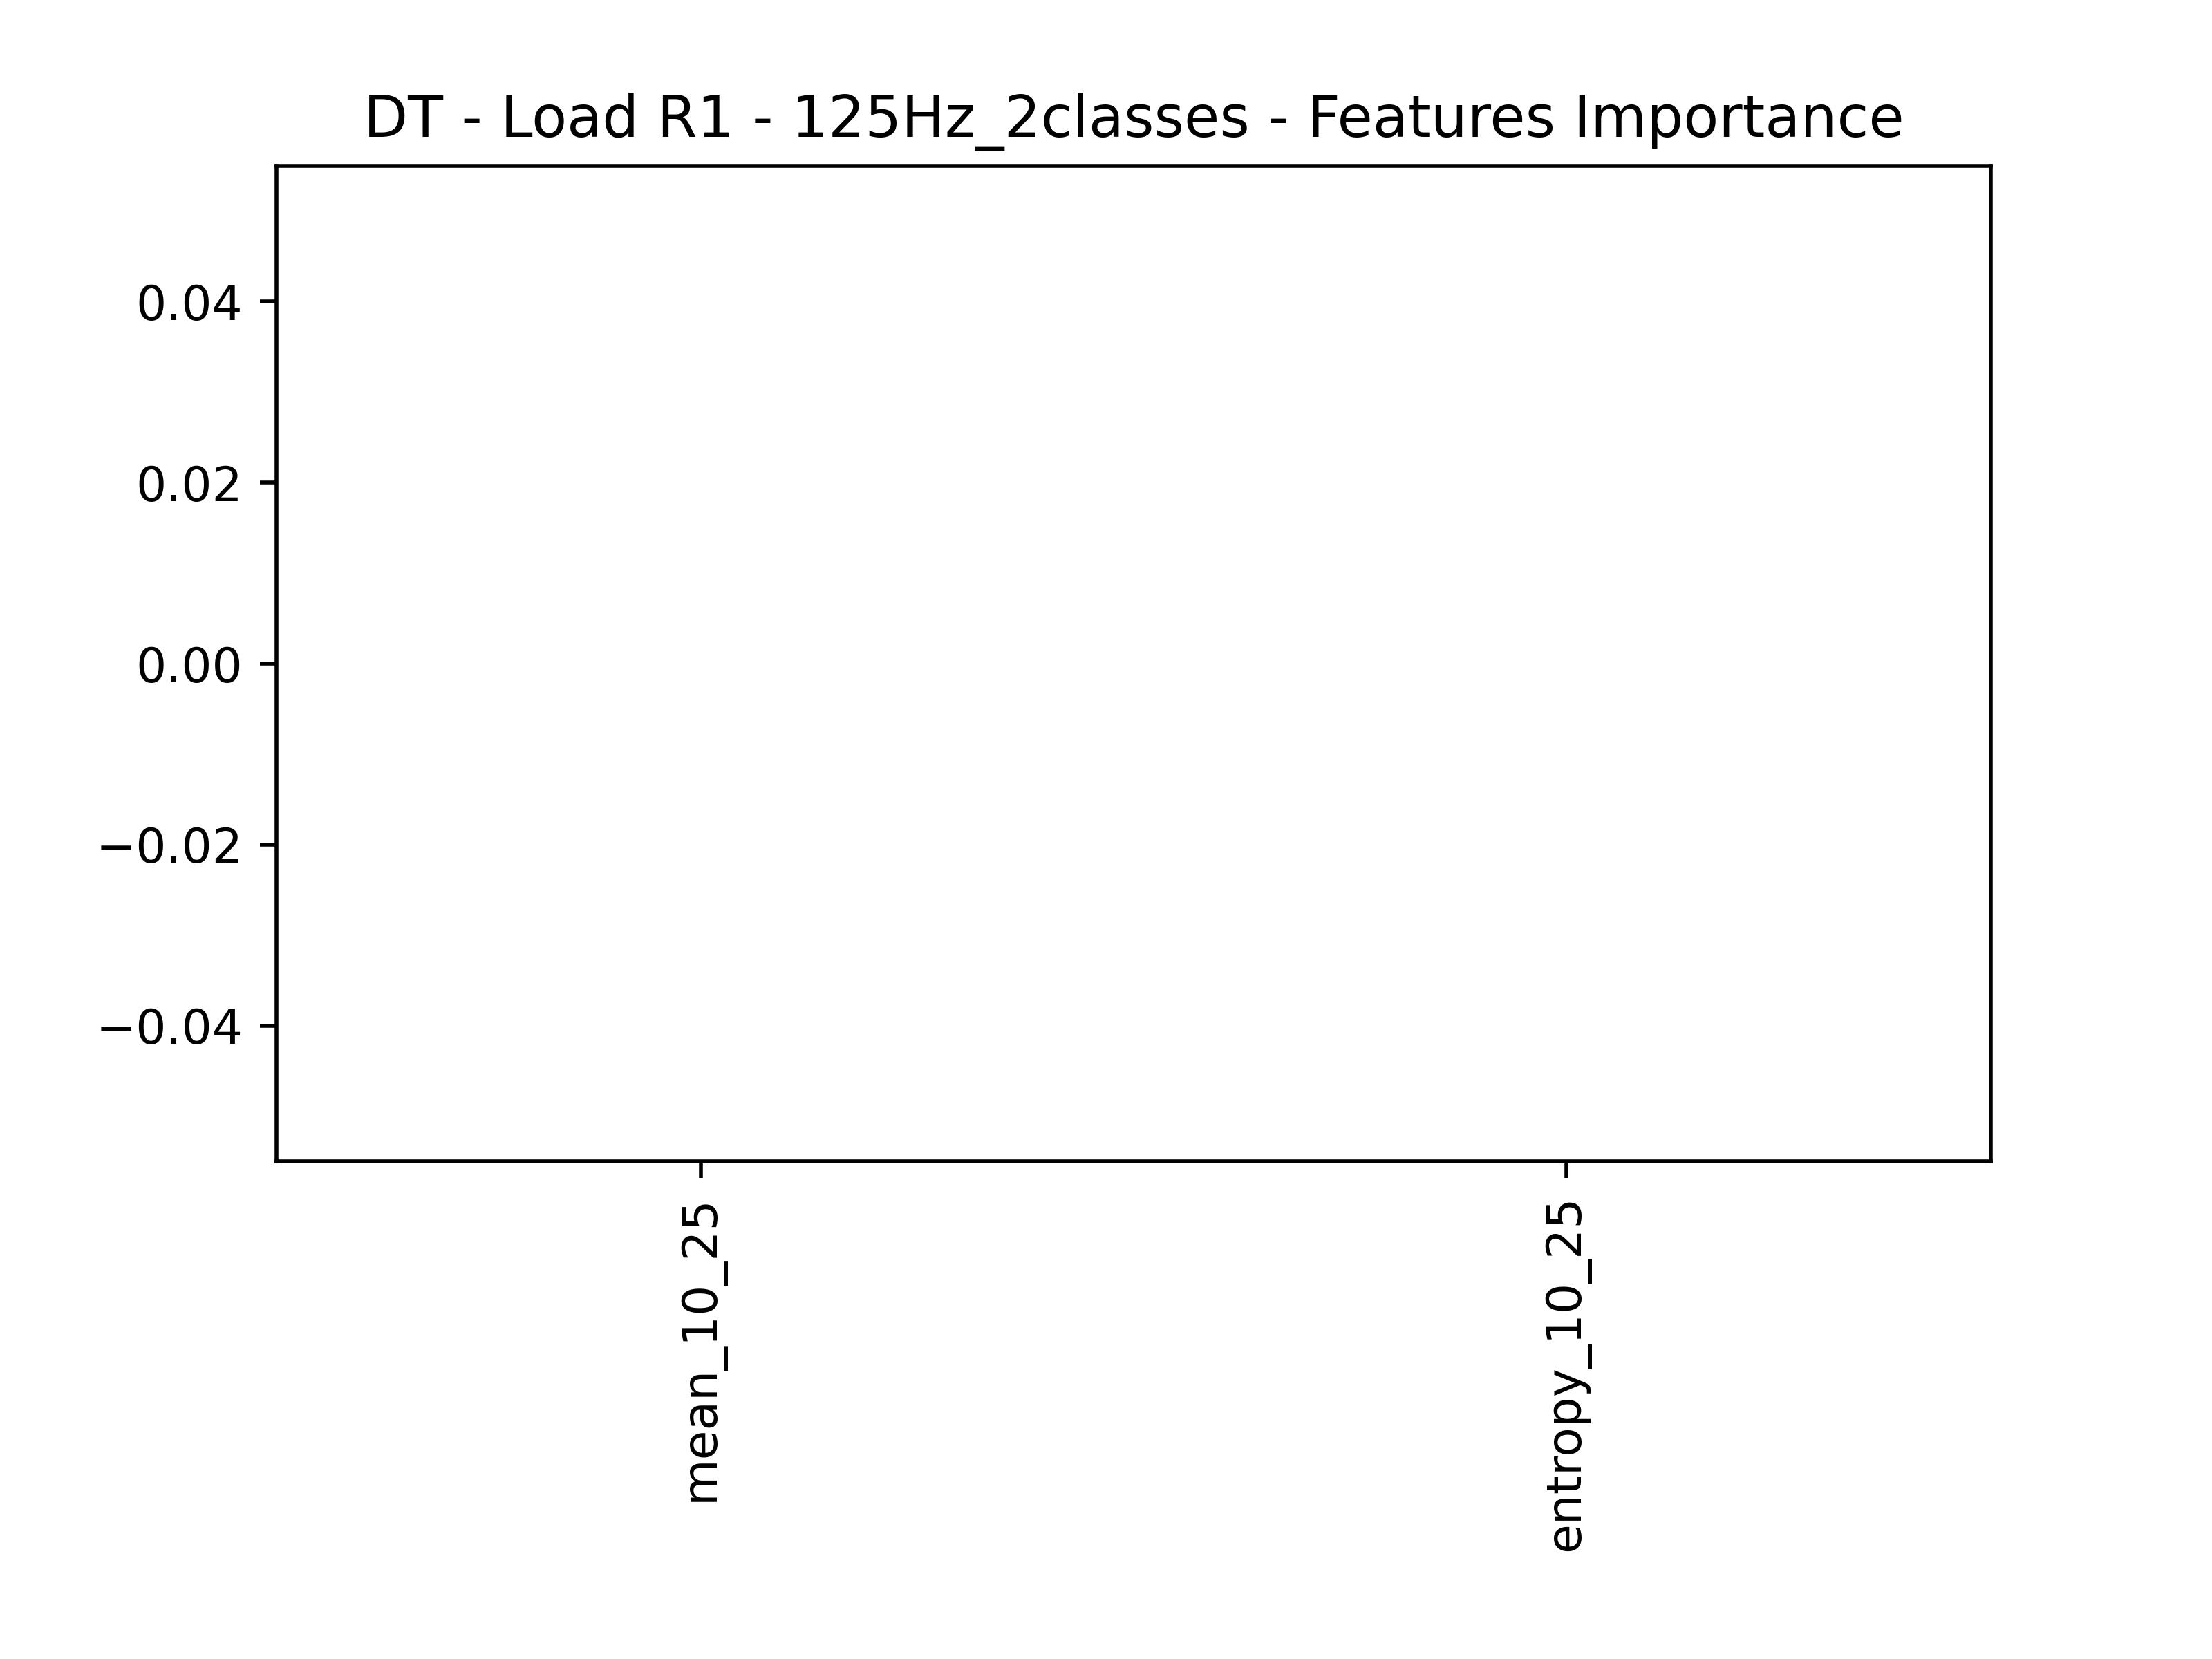 DT - Load R1 - 125Hz_2classes - Features Importance
0.04
0.02
0.00
−0.02
−0.04
mean_10_25
entropy_10_25